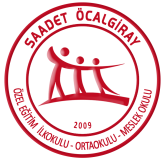 SAADET ÖCALGİRAY
2009
ÖZEL EĞİTİM İLKOKULU - ORTAOKULU - MESLEK OKULU